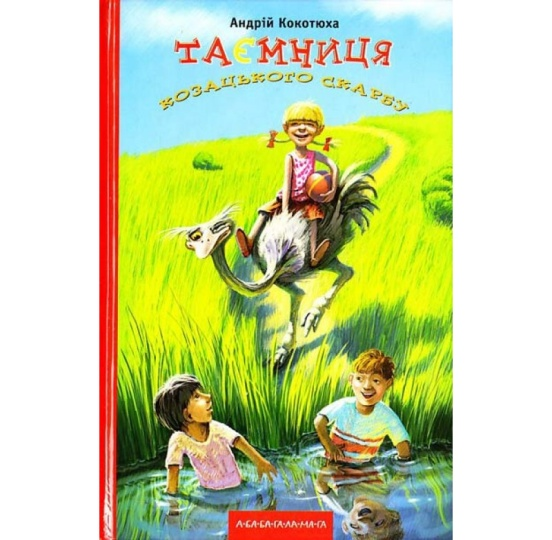 Андрій Кокотюха
ТАЄМНИЦЯ
КОЗАЦЬКОГО СКАРБУ
А-БА-БА-ГА-ЛА-МА-ГА